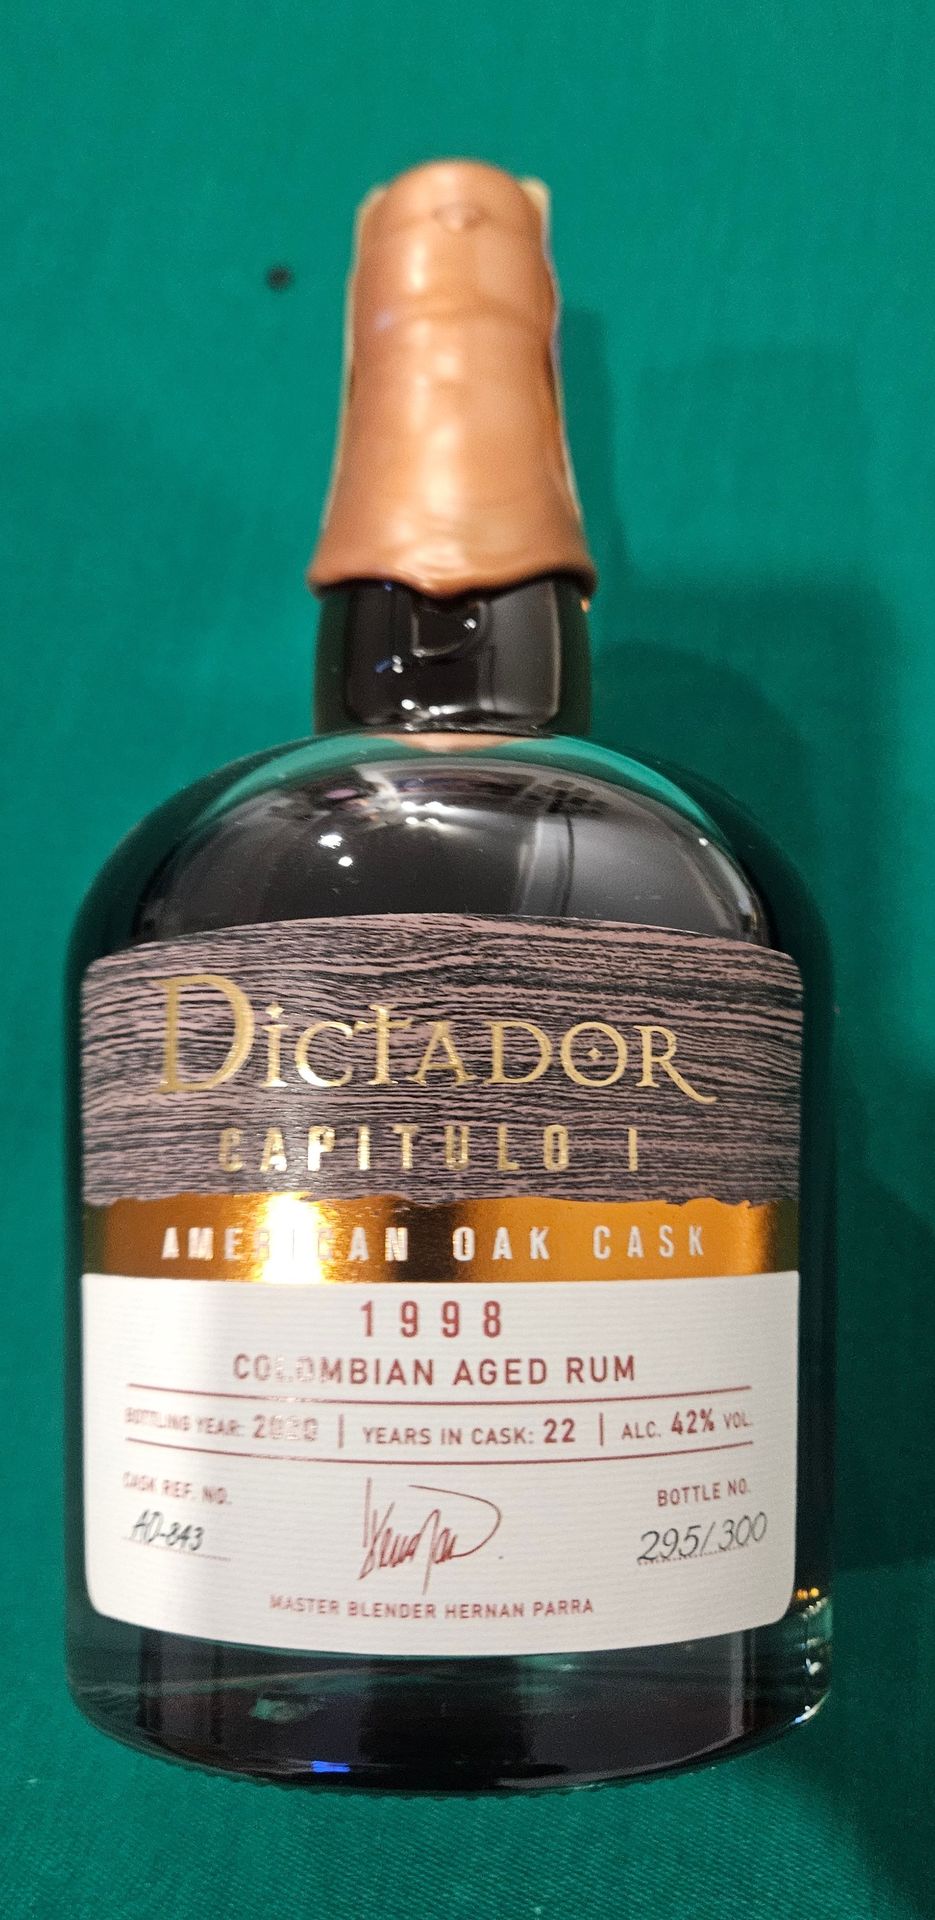 DICTADOR
CAPITULO I
AMERICAN OAK CASK
1998
COLOMBIAN AGED RUM
BOTTLING YEAR: 2020 | YEARS IN CASK: 22 | ALC. 42% VOL.
CASK REF. NO. BOTTLE NO.
AD-843 295/300
MASTER BLENDER HERNAN PARRA